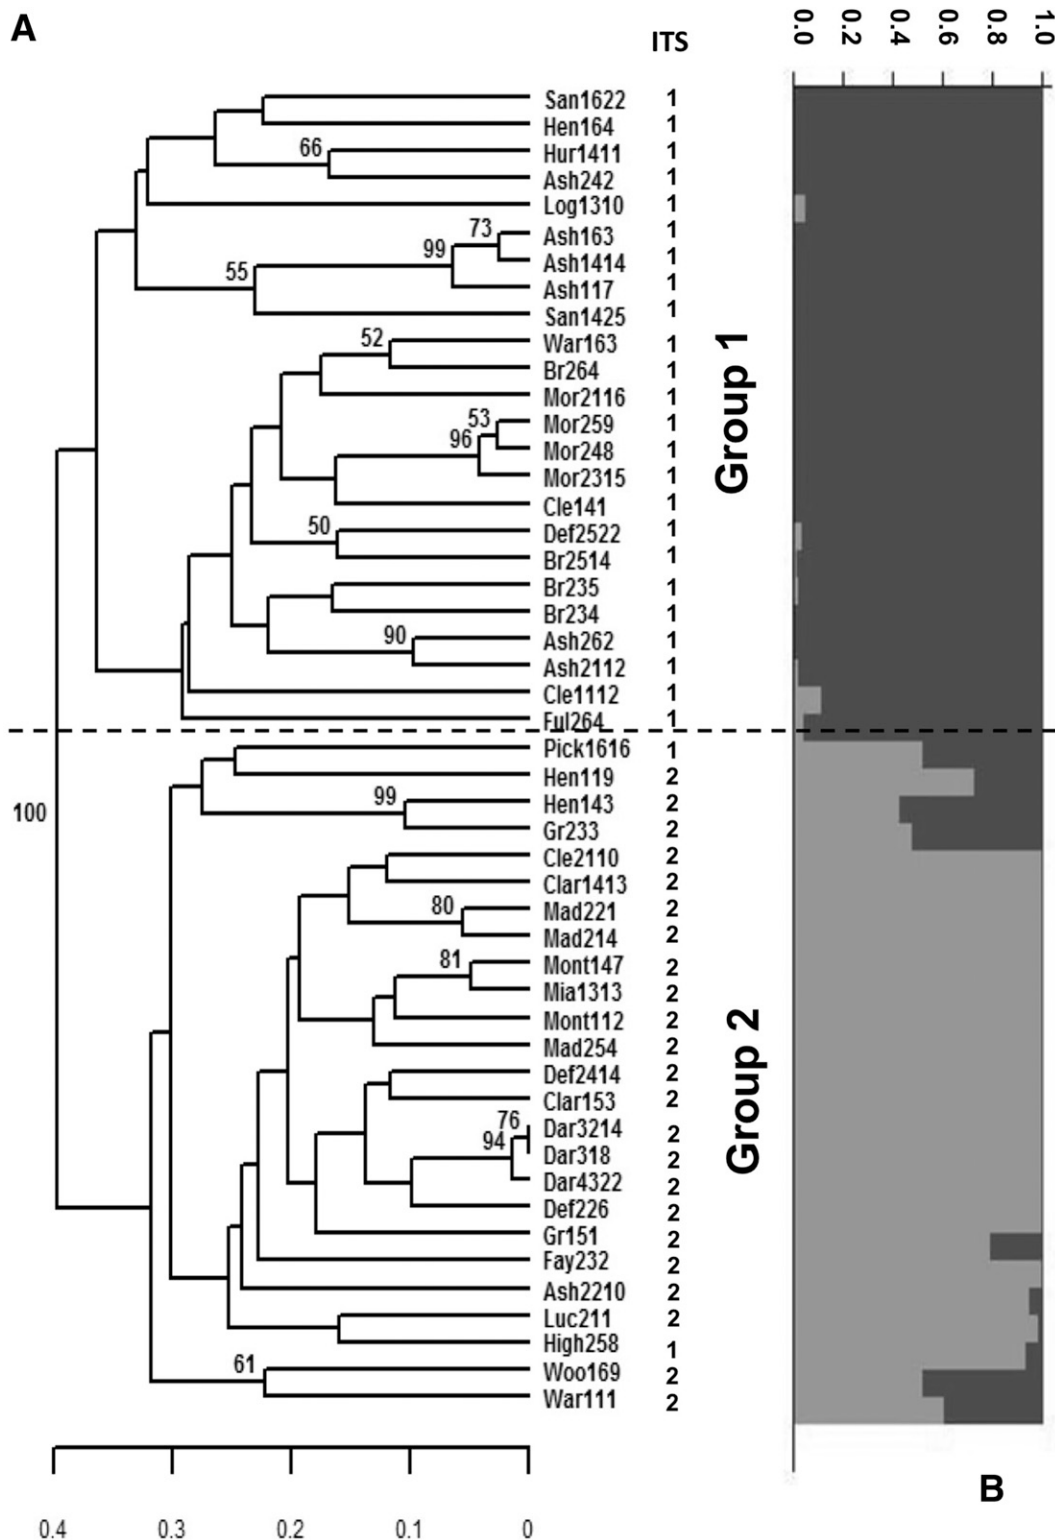 A
ITS
0.0 0.2 0.4 0.6 0.8 1.0
San1622 1
Hen164 1
66 Hur1411 1
Ash242 1
Log1310 1
73 Ash163 1
99 Ash1414 1
55 Ash117 1
San1425 1
52 War163 1
Br264 1
Mor2116 1
53 Mor259 1
96 Mor248 1
Mor2315 1
Cle141 1
50 Def2522 1
Br2514 1
Br235 1
Br234 1
90 Ash262 1
Ash2112 1
Cle1112 1
Ful264 1
Group 1
Pick1616 1
Hen119 2
99 Hen143 2
100
Gr233 2
Cle2110 2
Clar1413 2
80 Mad221 2
Mad214 2
81 Mont147 2
Mia1313 2
Mont112 2
Mad254 2
Def2414 2
Clar153 2
76 Dar3214 2
94 Dar318 2
Dar4322 2
Def226 2
Gr151 2
Fay232 2
Ash2210 2
Luc211 2
High258 1
61 Woo169 2
War111 2
Group 2
B
0.4 0.3 0.2 0.1 0